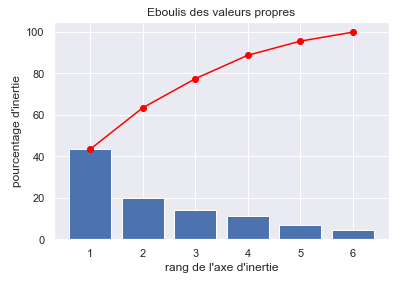 Eboulis des valeurs propres
pourcentage d'inertie
100
80
60
40
20
0
1 2 3 4 5 6
rang de l'axe d'inertie